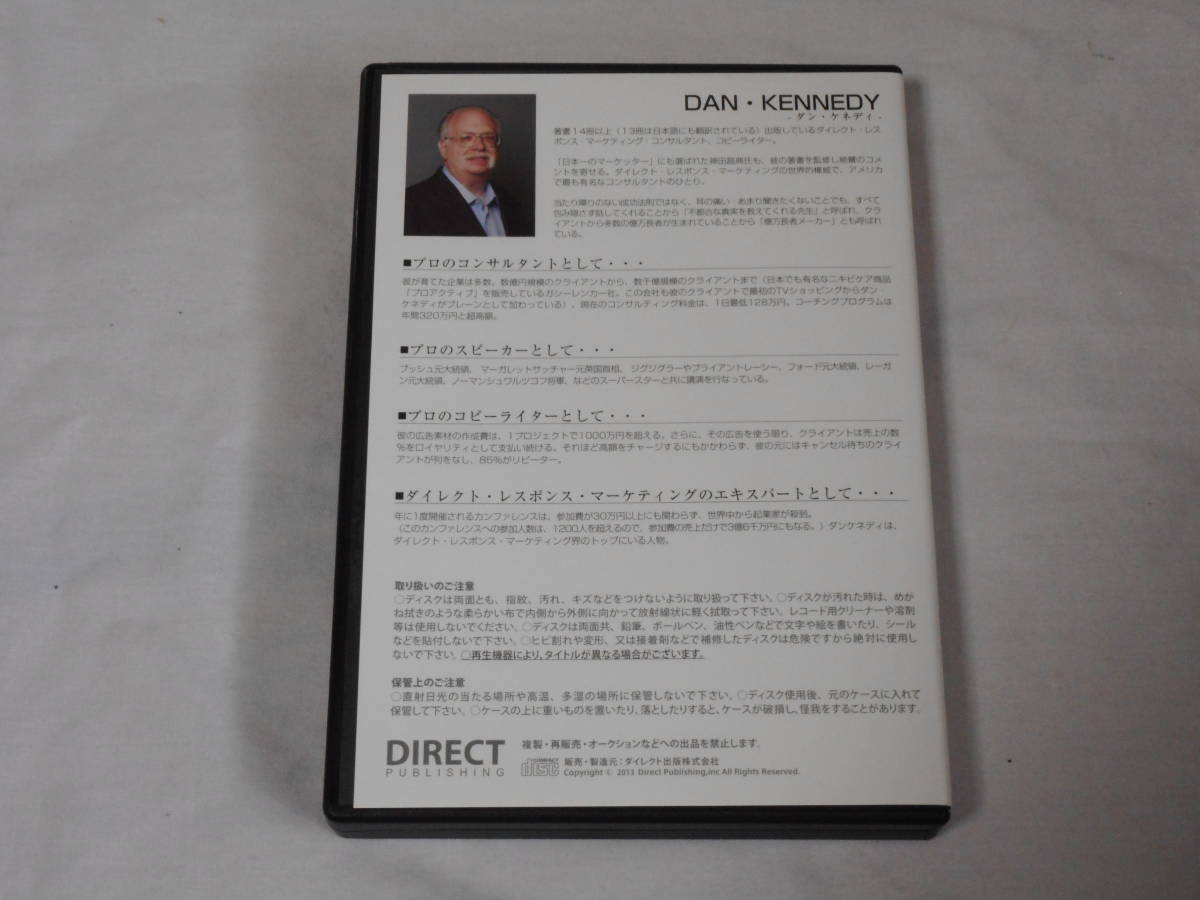 DAN・KENNEDY
- ダン・ケネディ -
著書14冊以上（13冊は日本語にも翻訳されている）出版しているダイレクト・レス
ポンス・マーケティング・コンサルタント、コピーライター。
「日本一のマーケッター」にも選ばれた神田昌典氏も、彼の著書を監修し絶賛のコメ
ントを寄せる。ダイレクト・レスポンス・マーケティングの世界的権威で、アメリカ
で最も有名なコンサルタントのひとり。
当たり障りのない成功法則ではなく、耳の痛い・あまり聞きたくないことでも、すべて
包み隠さず話してくれることから「不都合な真実を教えてくれる先生」と呼ばれ、クラ
イアントから多数の億万長者が生まれていることから「億万長者メーカー」とも呼ばれ
ている。
■プロのコンサルタントとして・・・
彼が育てた企業は多数。数億円規模のクライアントから、数千億規模のクライアントまで（日本でも有名なニキビケア商品
「プロアクティブ」を販売しているガシーレンカー社。この会社も彼のクライアントで最初のTVショッピングからダン・
ケネディがブレーンとして加わっている）。現在のコンサルティング料金は、1日最低128万円。コーチングプログラムは
年間320万円と超高額。
■プロのスピーカーとして・・・
ブッシュ元大統領、マーガレットサッチャー元英国首相、ジグジグラーやブライアントレーシー、フォード元大統領、レーガ
ン元大統領、ノーマンシュワルツコフ将軍、などのスーパースターと共に講演を行なっている。
■プロのコピーライターとして・・・
彼の広告素材の作成費は、1プロジェクトで1000万円を超える。さらに、その広告を使う限り、クライアントは売上の数
％をロイヤリティとして支払い続ける。それほど高額をチャージするにもかかわらず、彼の元にはキャンセル待ちのクライ
アントが列をなし、85％がリピーター。
■ダイレクト・レスポンス・マーケティングのエキスパートとして・・・
年に1度開催されるカンファレンスは、参加費が30万円以上にも関わらず、世界中から起業家が殺到。
（このカンファレンスへの参加人数は、1200人を超えるので、参加費の売上だけで3億6千万円にもなる。）ダンケネディは、
ダイレクト・レスポンス・マーケティング界のトップにいる人物。
取り扱いのご注意
○ディスクは両面とも、指紋、汚れ、キズなどをつけないように取り扱って下さい。○ディスクが汚れた時は、めが
ね拭きのような柔らかい布で内側から外側に向かって放射線状に軽く拭取って下さい。レコード用クリーナーや溶剤
等は使用しないでください。○ディスクは両面共、鉛筆、ボールペン、油性ペンなどで文字や絵を書いたり、シール
などを貼付しないで下さい。○ヒビ割れや変形、又は接着剤などで補修したディスクは危険ですから絶対に使用し
ないで下さい。○再生機器により、タイトルが異なる場合がございます。
保管上のご注意
○直射日光の当たる場所や高温、多湿の場所に保管しないで下さい。○ディスク使用後、元のケースに入れて
保管して下さい。○ケースの上に重いものを置いたり、落としたりすると、ケースが破損し、怪我をすることがあります。
DIRECT
PUBLISHING
複製・再販売・オークションなどへの出品を禁止します。
COMPACT
disc
販売・製造元：ダイレクト出版株式会社
Copyright © 2013 Direct Publishing,inc All Rights Reserved.